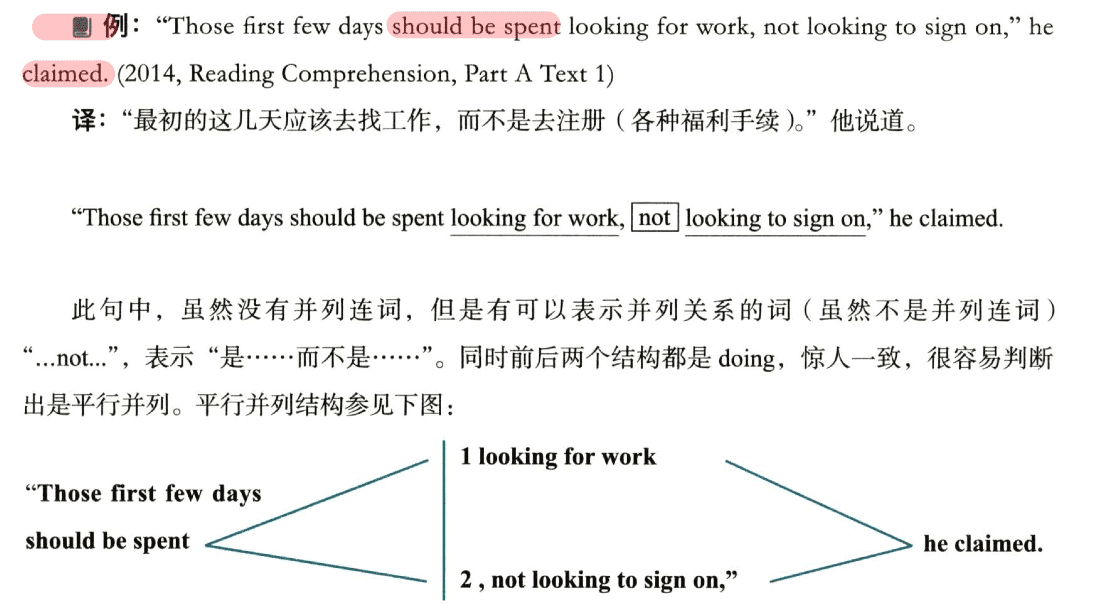 例：“Those first few days should be spent looking for work, not looking to sign on,” he
claimed. (2014, Reading Comprehension, Part A Text 1)
译：“最初的这几天应该去找工作，而不是去注册（各种福利手续）。”他说道。
“Those first few days should be spent looking for work, not looking to sign on,” he claimed.
此句中，虽然没有并列连词，但是有可以表示并列关系的词（虽然不是并列连词）
“...not...”，表示“是……而不是……”。同时前后两个结构都是 doing，惊人一致，很容易判断
出是平行并列。平行并列结构参见下图：
1 looking for work
“Those first few days
should be spent
he claimed.
2 , not looking to sign on,”